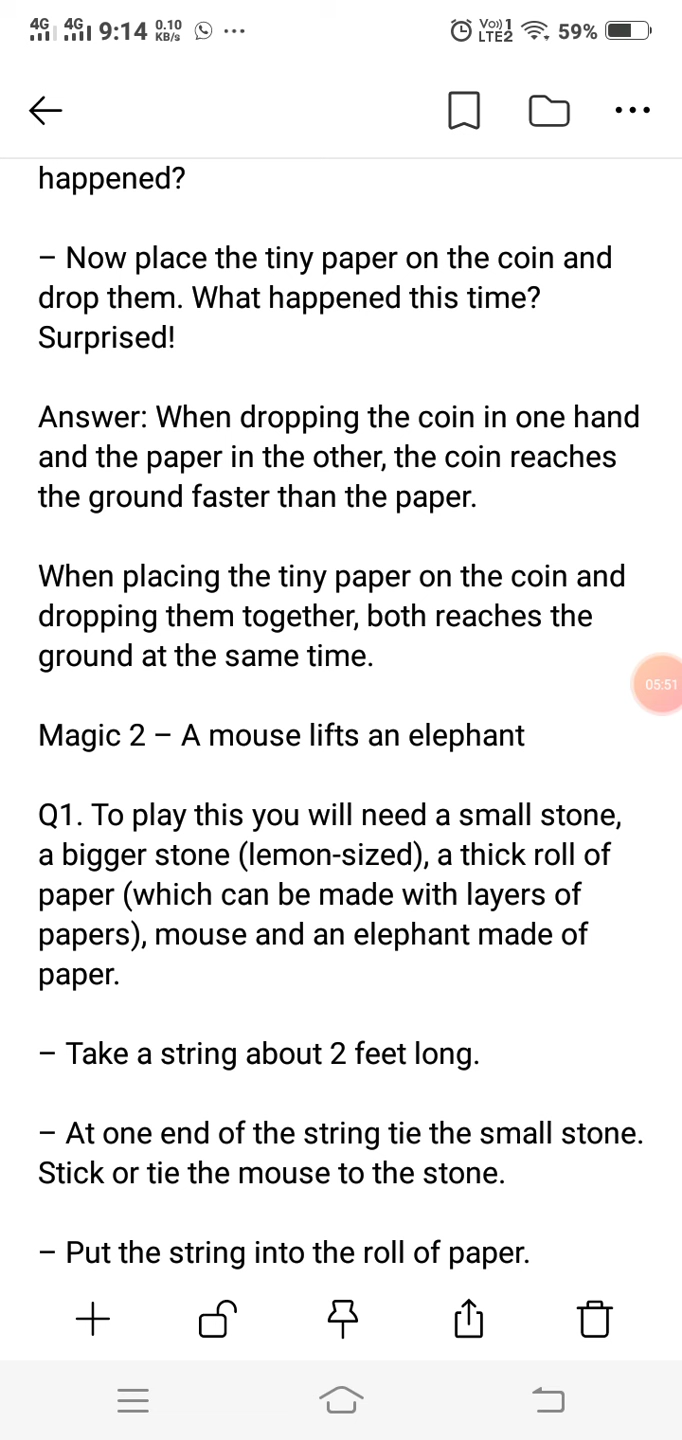 4G 4G 9:14 0.10 KB/s ... Vo)) 1 LTE2 59%
happened?
– Now place the tiny paper on the coin and
drop them. What happened this time?
Surprised!
Answer: When dropping the coin in one hand
and the paper in the other, the coin reaches
the ground faster than the paper.
When placing the tiny paper on the coin and
dropping them together, both reaches the
ground at the same time.
05:51
Magic 2 – A mouse lifts an elephant
Q1. To play this you will need a small stone,
a bigger stone (lemon-sized), a thick roll of
paper (which can be made with layers of
papers), mouse and an elephant made of
paper.
– Take a string about 2 feet long.
– At one end of the string tie the small stone.
Stick or tie the mouse to the stone.
– Put the string into the roll of paper.